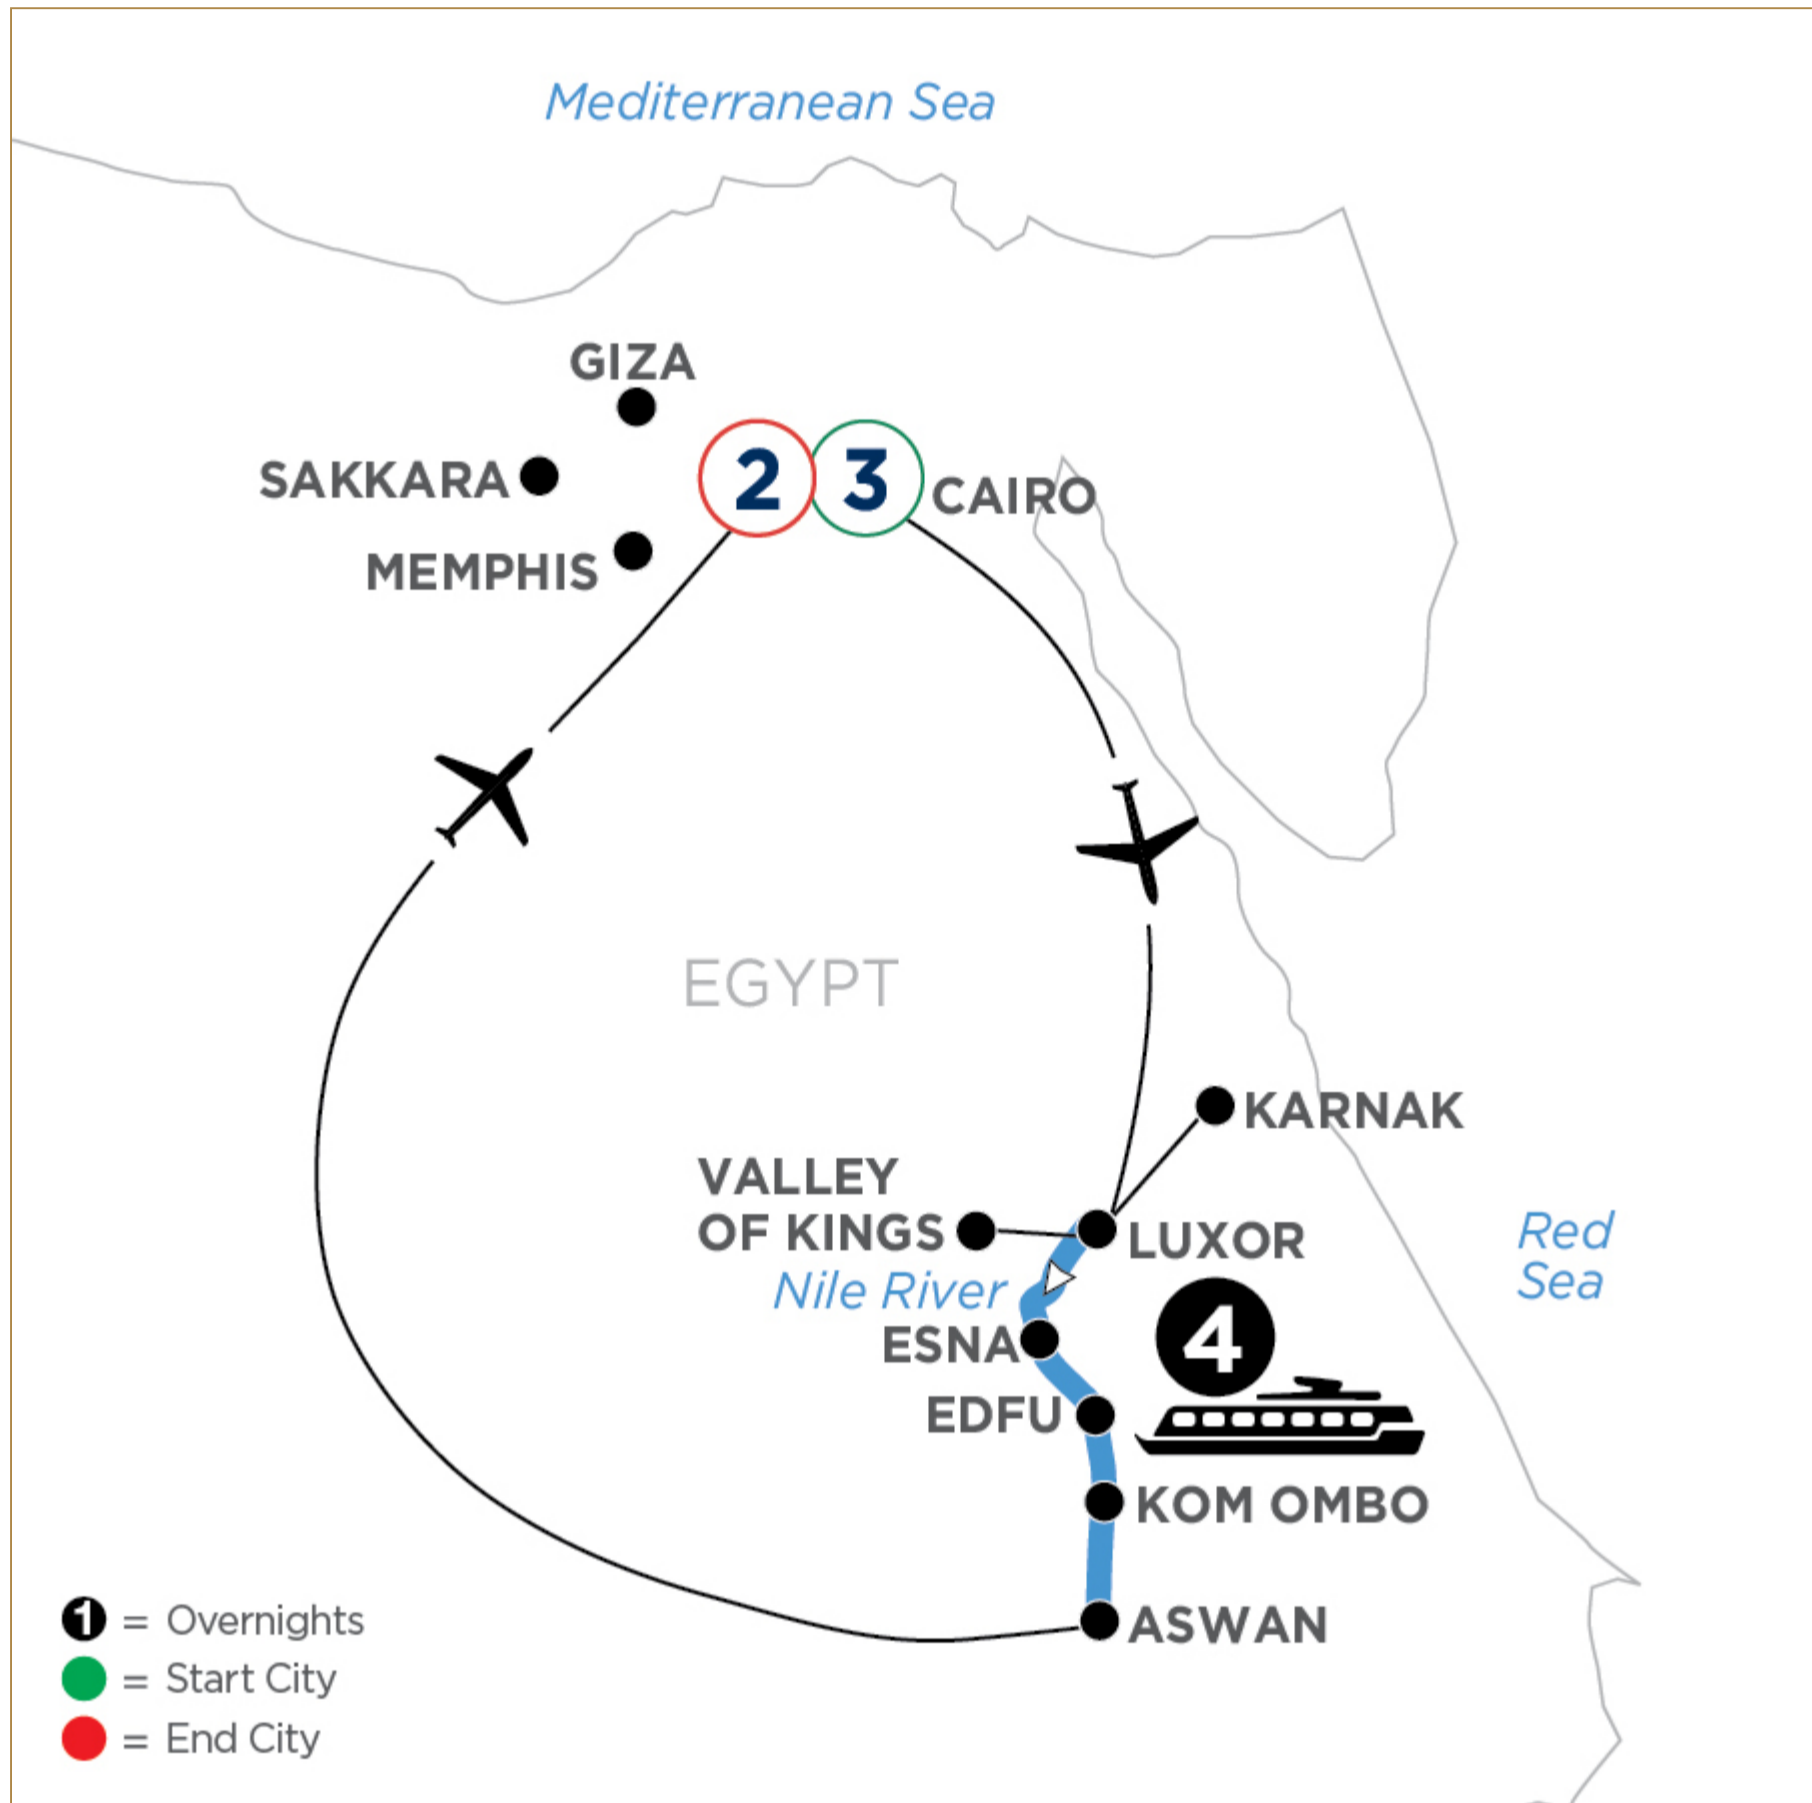 Mediterranean Sea
GIZA
SAKKARA
2 3 CAIRO
MEMPHIS
EGYPT
KARNAK
VALLEY
OF KINGS
LUXOR
Red
Sea
Nile River
4
ESNA
EDFU
KOM OMBO
ASWAN
1 = Overnights
= Start City
= End City